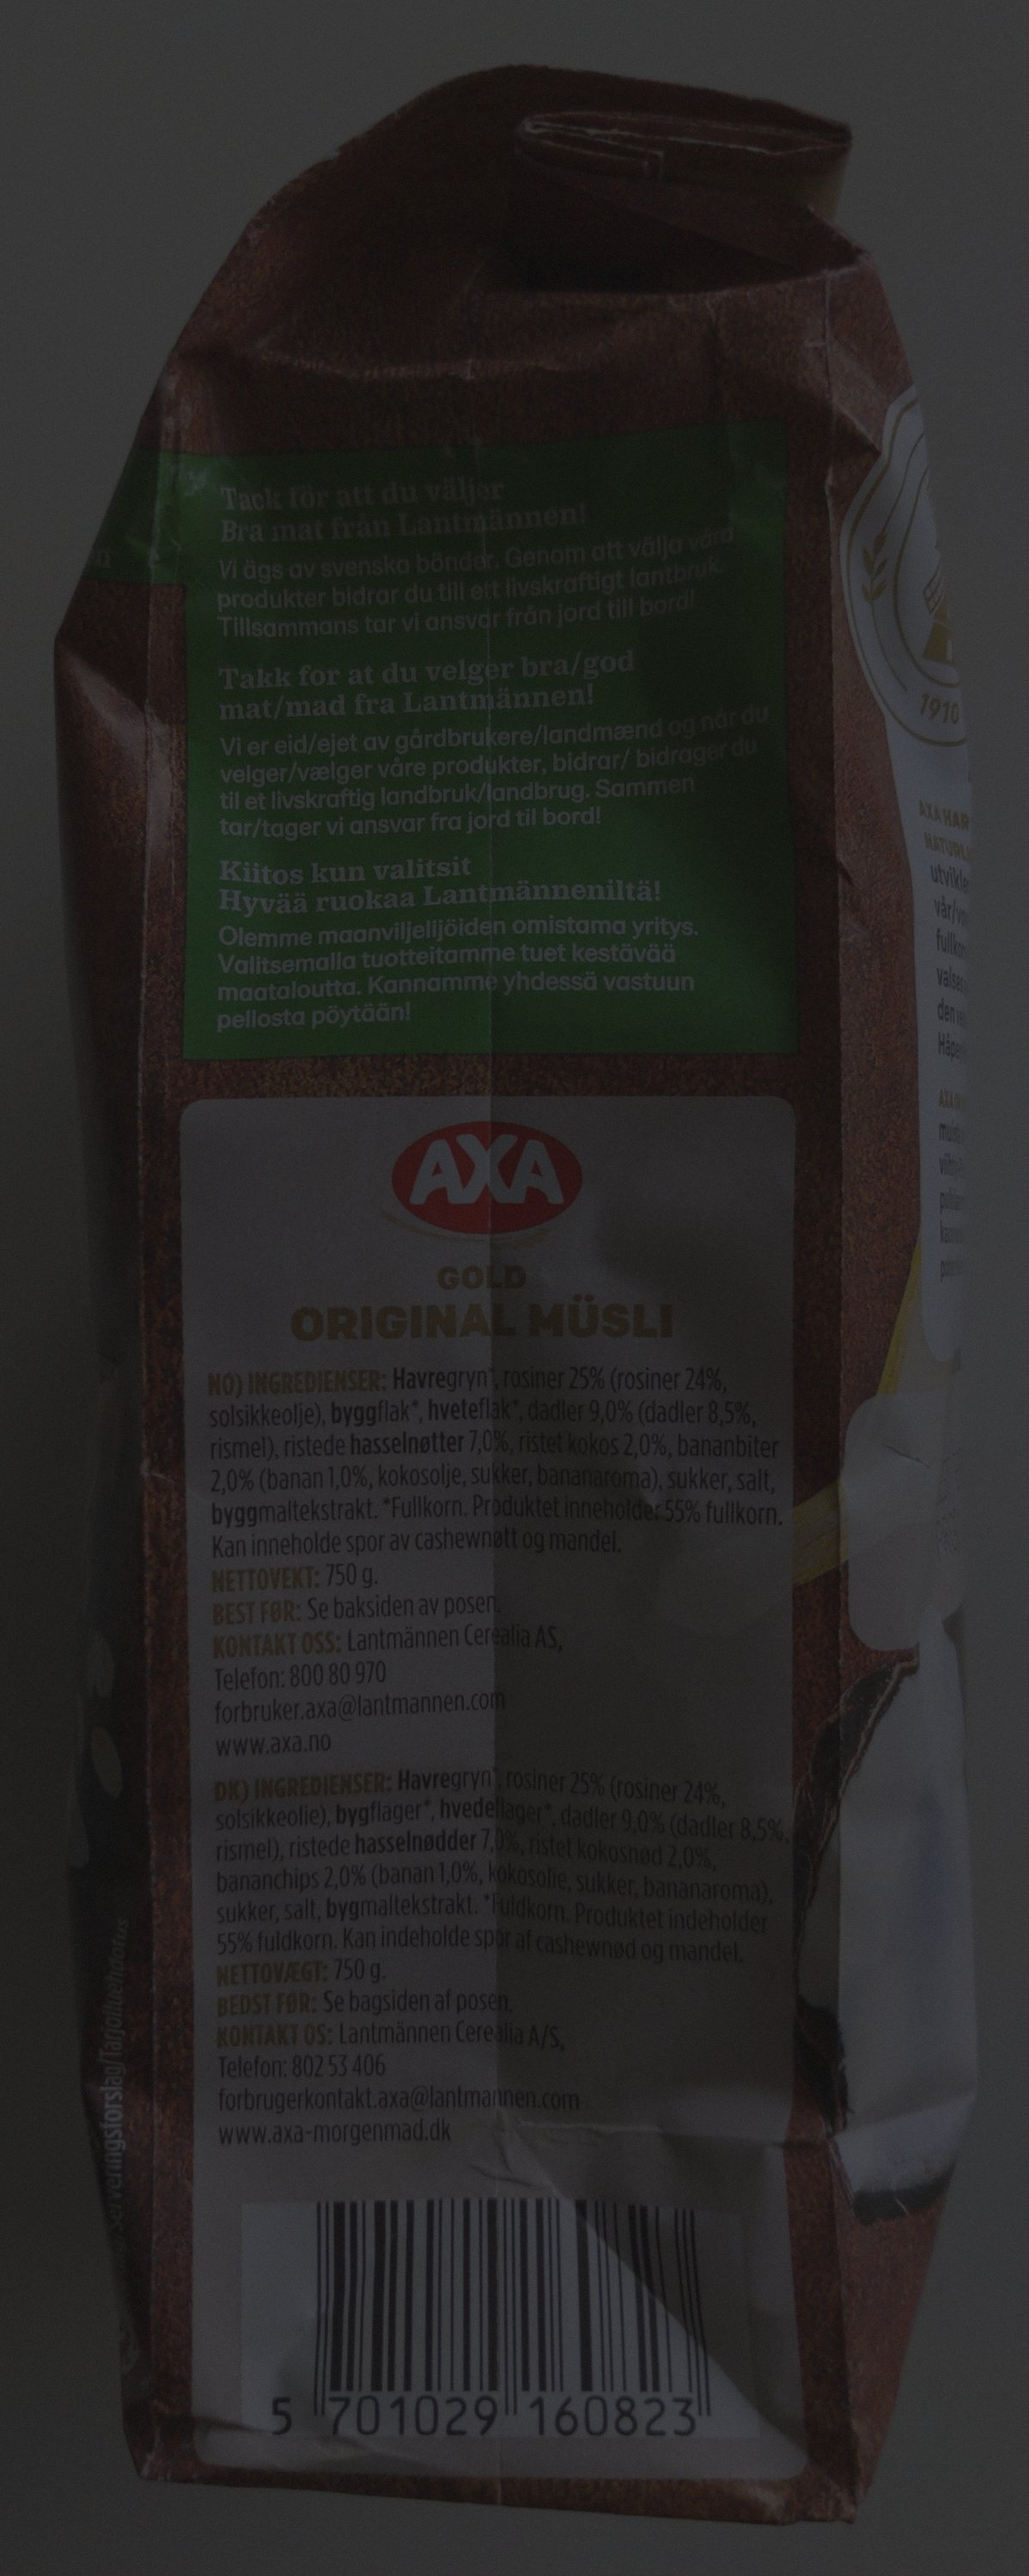 Tack för att du väljer
Bra mat från Lantmännen!
Vi ägs av svenska bönder. Genom att välja våra
produkter bidrar du till ett livskraftigt lantbruk.
TIllsammans tar vi ansvar från jord till bord!
Takk for at du velger bra/god
mat/mad fra Lantmännen!
Vi er eid/ejet av gårdbrukere/landmænd og når du
velger/vælger våre produkter, bidrar/ bidrager du
til et livskraftig landbruk/landbrug. Sammen
tar/tager vi ansvar fra jord til bord!
Kiitos kun valitsit
Hyvää ruokaa Lantmänneniltä!
Olemme maanviljelijöiden omistama yritys.
Valitsemalla tuotteitamme tuet kestävää
maataloutta. Kannamme yhdessä vastuun
pellosta pöytään!
AXA
GOLD
ORIGINAL MÜSLI
NO) INGREDIENSER: Havregryn*, rosiner 25% (rosiner 24%,
solsikkeolje), byggflak*, hveteflak*, dadler 9,0% (dadler 8,5%,
rismel), ristede hasselnøtter 7,0%, ristet kokos 2,0%, bananbiter
2,0% (banan 1,0%, kokosolje, sukker, bananaroma), sukker, salt,
byggmaltekstrakt. *Fullkorn. Produktet inneholder 55% fullkorn.
Kan inneholde spor av cashewnøtt og mandel.
NETTOVEKT: 750 g.
BEST FØR: Se baksiden av posen.
KONTAKT OSS: Lantmännen Cerealia AS,
Telefon: 800 80 970
forbruker.axa@lantmannen.com
www.axa.no
DK) INGREDIENSER: Havregryn*, rosiner 25% (rosiner 24%,
solsikkeolie), bygflager*, hvedeflager*, dadler 9,0% (dadler 8,5%,
rismel), ristede hasselnødder 7,0%, ristet kokosnød 2,0%,
bananchips 2,0% (banan 1,0%, kokosolie, sukker, bananaroma),
sukker, salt, bygmaltekstrakt. *Fuldkorn. Produktet indeholder
55% fuldkorn. Kan indeholde spor af cashewnød og mandel.
NETTOVÆGT: 750 g.
BEDST FØR: Se bagsiden af posen.
KONTAKT OS: Lantmännen Cerealia A/S,
Telefon: 802 53 406
forbrugerkontakt.axa@lantmannen.com
www.axa-morgenmad.dk
5 701029 160823
1910
AXA HAR